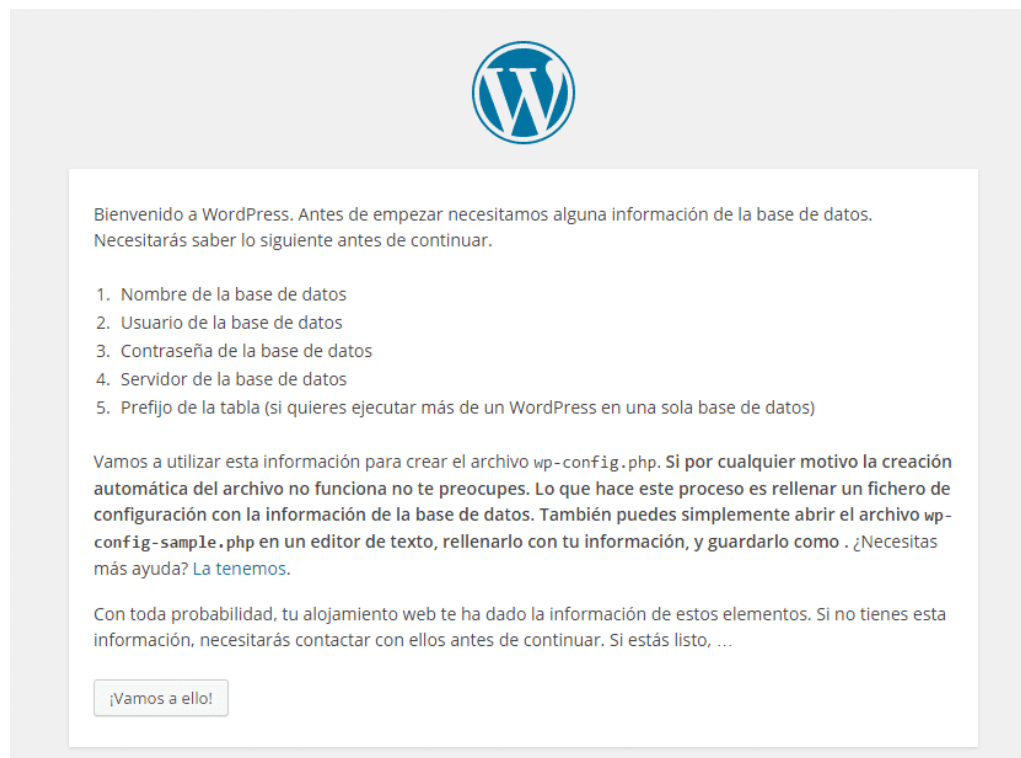 Bienvenido a WordPress. Antes de empezar necesitamos alguna información de la base de datos.
Necesitarás saber lo siguiente antes de continuar.
1. Nombre de la base de datos
2. Usuario de la base de datos
3. Contraseña de la base de datos
4. Servidor de la base de datos
5. Prefijo de la tabla (si quieres ejecutar más de un WordPress en una sola base de datos)
Vamos a utilizar esta información para crear el archivo wp-config.php. Si por cualquier motivo la creación
automática del archivo no funciona no te preocupes. Lo que hace este proceso es rellenar un fichero de
configuración con la información de la base de datos. También puedes simplemente abrir el archivo wp-
config-sample.php en un editor de texto, rellenarlo con tu información, y guardarlo como . ¿Necesitas
más ayuda? La tenemos.
Con toda probabilidad, tu alojamiento web te ha dado la información de estos elementos. Si no tienes esta
información, necesitarás contactar con ellos antes de continuar. Si estás listo, …
¡Vamos a ello!